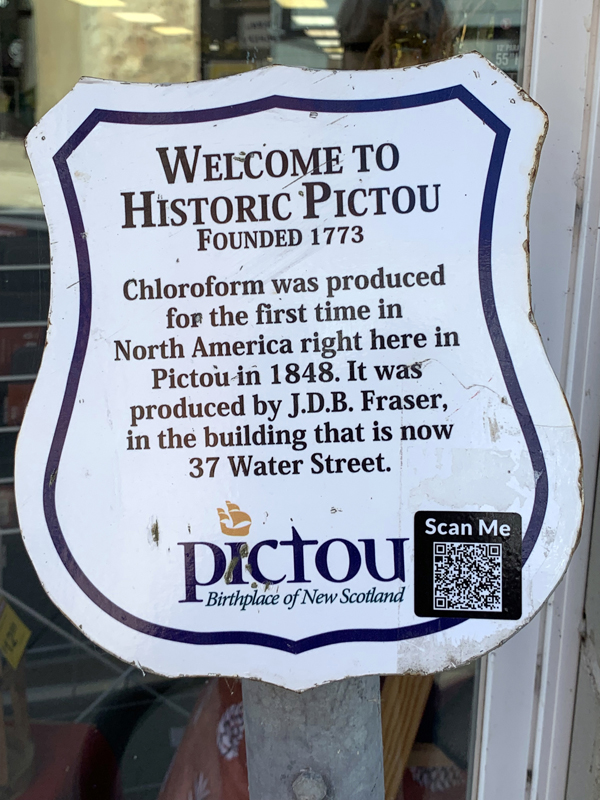 WELCOME TO
HISTORIC PICTOU
FOUNDED 1773
Chloroform was produced
for the first time in
North America right here in
Pictou in 1848. It was
produced by J.D.B. Fraser,
in the building that is now
37 Water Street.
pictou
Birthplace of New Scotland
Scan Me